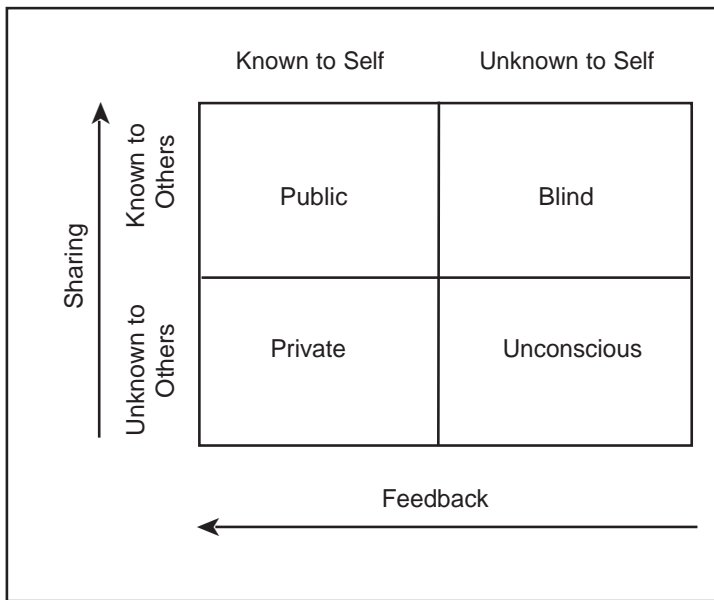 Known to Self
Unknown to Self
Sharing
Known to
Others
Public
Blind
Unknown to
Others
Private
Unconscious
Feedback